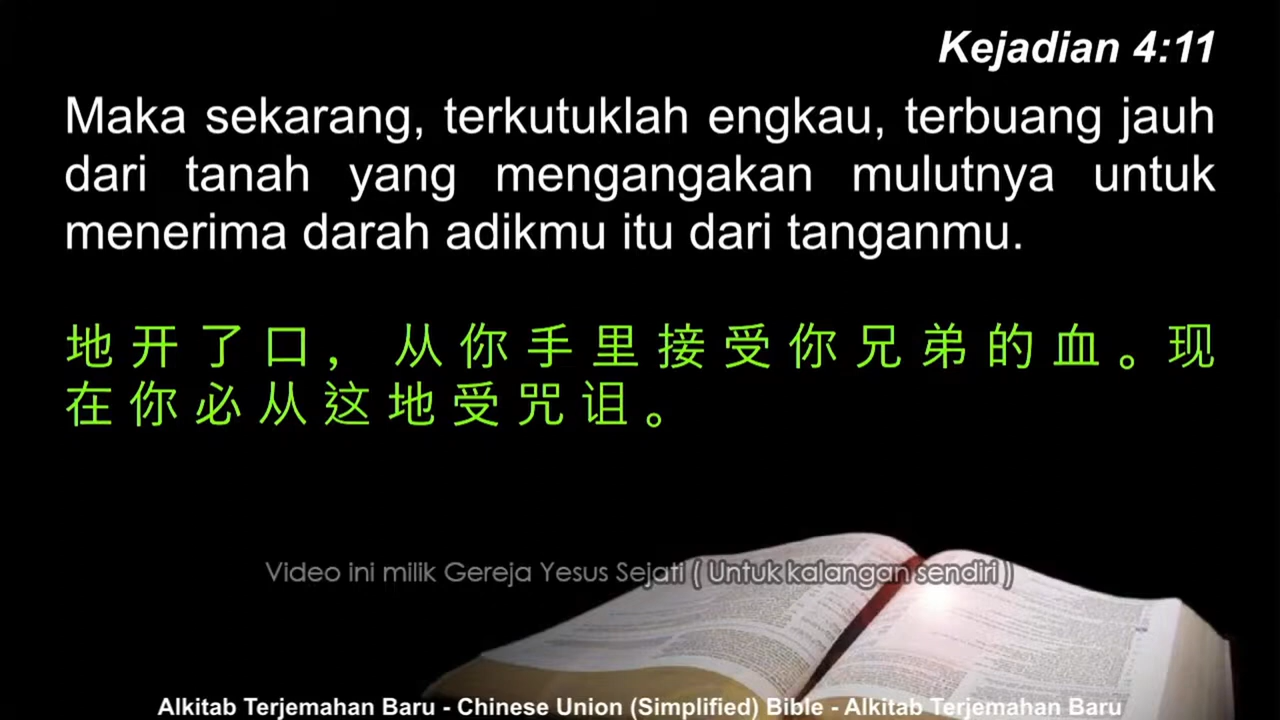 Kejadian 4:11
Maka sekarang, terkutuklah engkau, terbuang jauh
dari tanah yang mengangakan mulutnya untuk
menerima darah adikmu itu dari tanganmu.
地开了口，从你手里接受你兄弟的血。现
在你必从这地受咒诅。
Video ini milik Gereja Yesus Sejati ( Untuk kalangan sendiri )
Alkitab Terjemahan Baru - Chinese Union (Simplified) Bible - Alkitab Terjemahan Baru